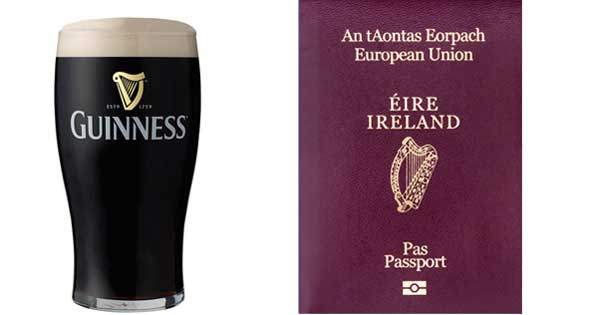 ESTD 1759
GUINNESS
An tAontas Eorpach
European Union
ÉIRE
IRELAND
Pas
Passport